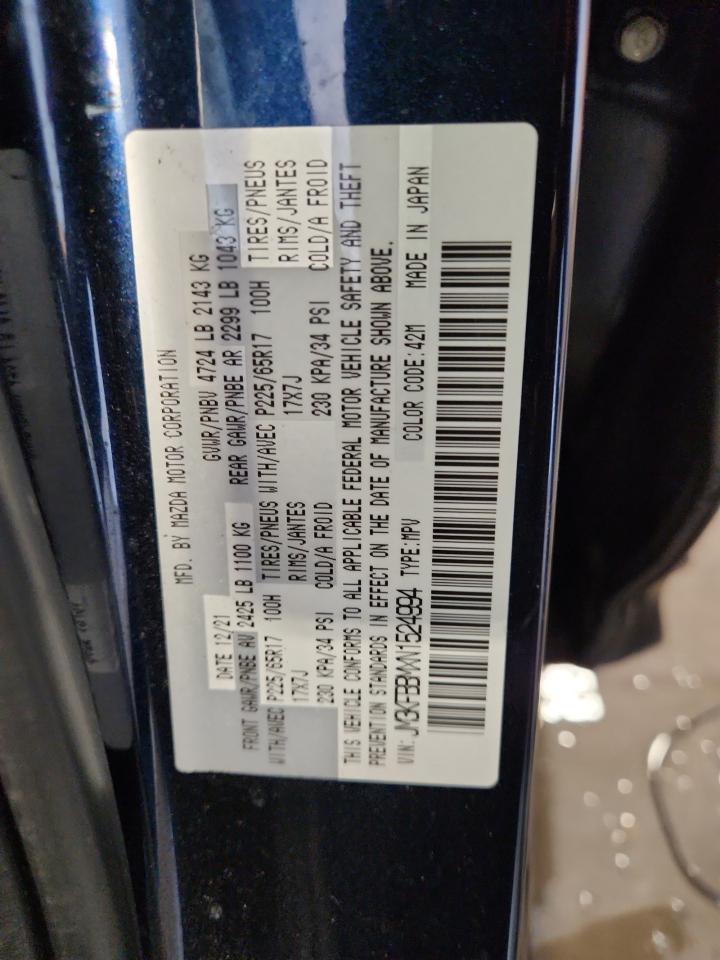 MFD. BY MAZDA MOTOR CORPORATION
DATE 12/21 GVWR/PNBV 4724 LB 2143 KG
FRONT GAWR/PNBE AV 2425 LB 1100 KG REAR GAWR/PNBE AR 2299 LB 1043 KG
WITH/AVEC P225/65R17 100H TIRES/PNEUS WITH/AVEC P225/65R17 100H TIRES/PNEUS
17X7J RIMS/JANTES 17X7J RIMS/JANTES
230 KPA/34 PSI COLD/A FROID 230 KPA/34 PSI COLD/A FROID
THIS VEHICLE CONFORMS TO ALL APPLICABLE FEDERAL MOTOR VEHICLE SAFETY AND THEFT
PREVENTION STANDARDS IN EFFECT ON THE DATE OF MANUFACTURE SHOWN ABOVE.
VIN: TYPE:MPV COLOR CODE:42M MADE IN JAPAN